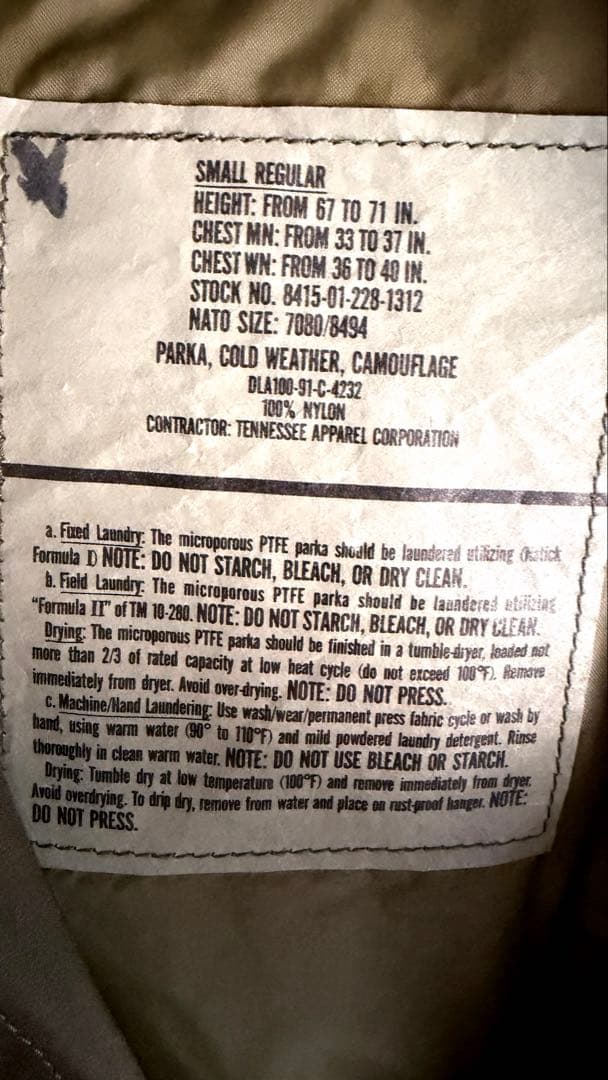 SMALL REGULAR
HEIGHT: FROM 67 TO 71 IN.
CHEST MN: FROM 33 TO 37 IN.
CHEST WN: FROM 36 TO 40 IN.
STOCK NO. 8415-01-228-1312
NATO SIZE: 7080/8494
PARKA, COLD WEATHER, CAMOUFLAGE
DLA100-91-C-4232
100% NYLON
CONTRACTOR: TENNESSEE APPAREL CORPORATION
a. Fixed Laundry: The microporous PTFE parka should be laundered utilizing
Formula D NOTE: DO NOT STARCH, BLEACH, OR DRY CLEAN.
b. Field Laundry: The microporous PTFE parka should be laundered utilizing
"Formula II" of TM 10-280. NOTE: DO NOT STARCH, BLEACH, OR DRY CLEAN.
Drying: The microporous PTFE parka should be finished in a tumble-dryer, loaded not
more than 2/3 of rated capacity at low heat cycle (do not exceed 100°F). Remove
immediately from dryer. Avoid over-drying. NOTE: DO NOT PRESS.
c. Machine/Hand Laundering: Use wash/wear/permanent press fabric cycle or wash by
hand, using warm water (90° to 110°F) and mild powdered laundry detergent. Rinse
thoroughly in clean warm water. NOTE: DO NOT USE BLEACH OR STARCH.
Drying: Tumble dry at low temperature (100°F) and remove immediately from dryer.
Avoid overdrying. To drip dry, remove from water and place on rust-proof hanger. NOTE:
DO NOT PRESS.